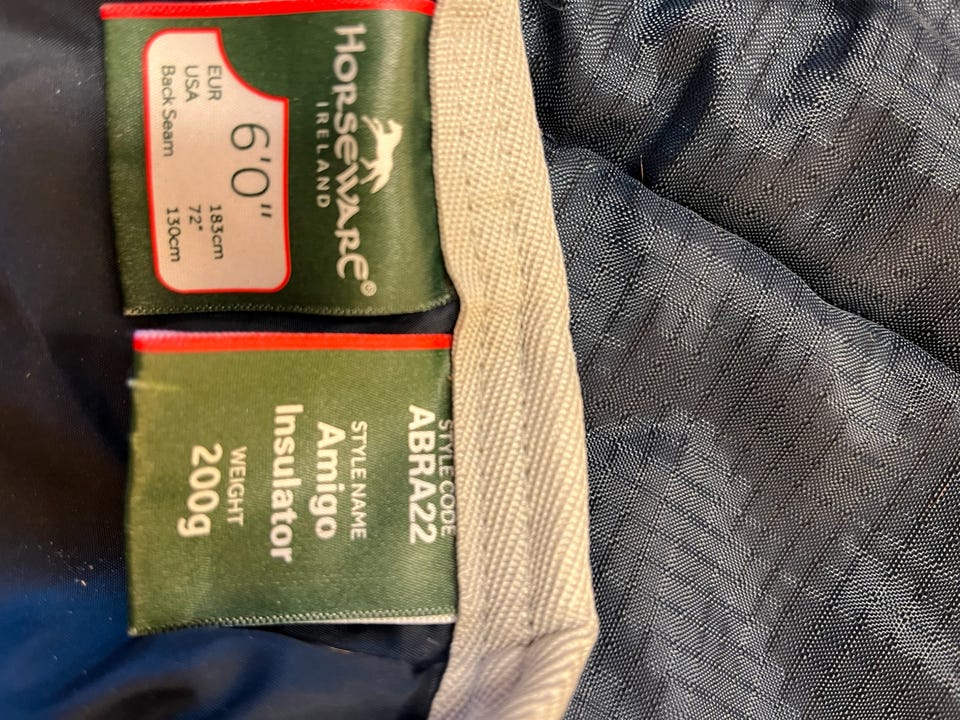 HORSEWARE®
IRELAND
6'0"
EUR 183cm
USA 72"
Back Seam 130cm
STYLE CODE
ABRA22
STYLE NAME
Amigo
Insulator
WEIGHT
200g